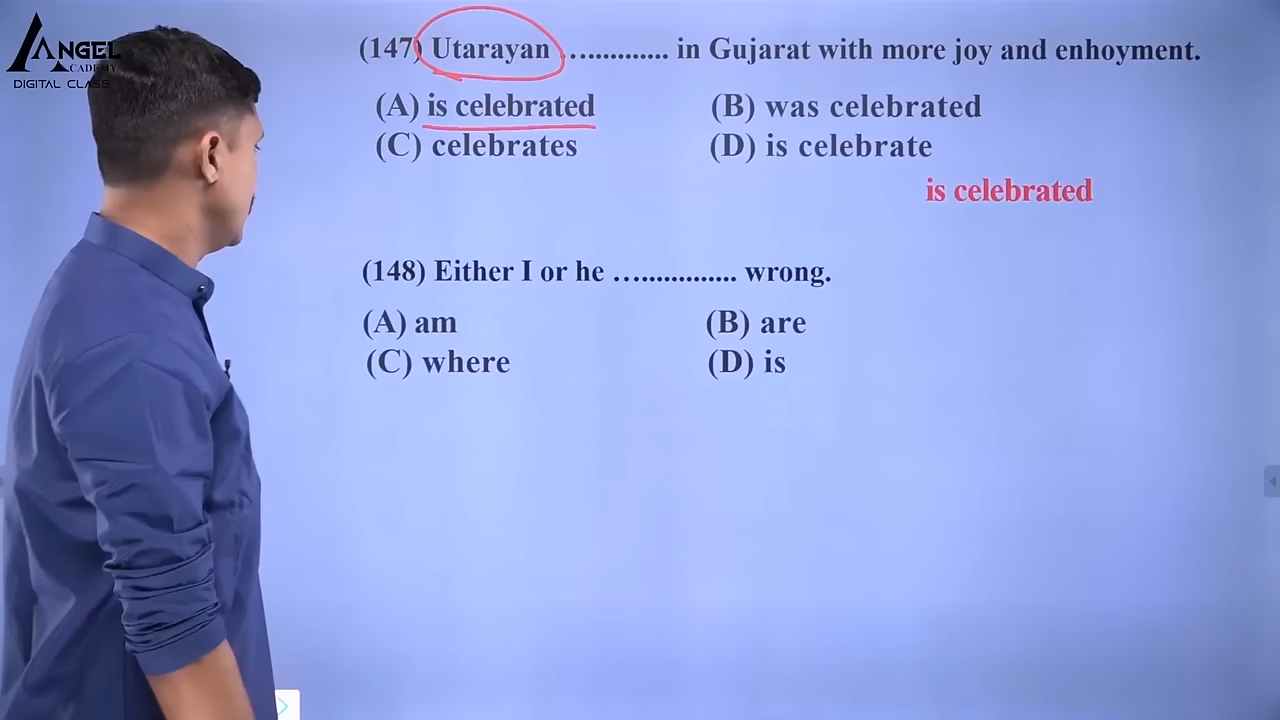 ANGEL
ACADEMY
DIGITAL CLASS
(147) Utarayan .............. in Gujarat with more joy and enhoyment.
(A) is celebrated (B) was celebrated
(C) celebrates (D) is celebrate
is celebrated
(148) Either I or he ................ wrong.
(A) am (B) are
(C) where (D) is